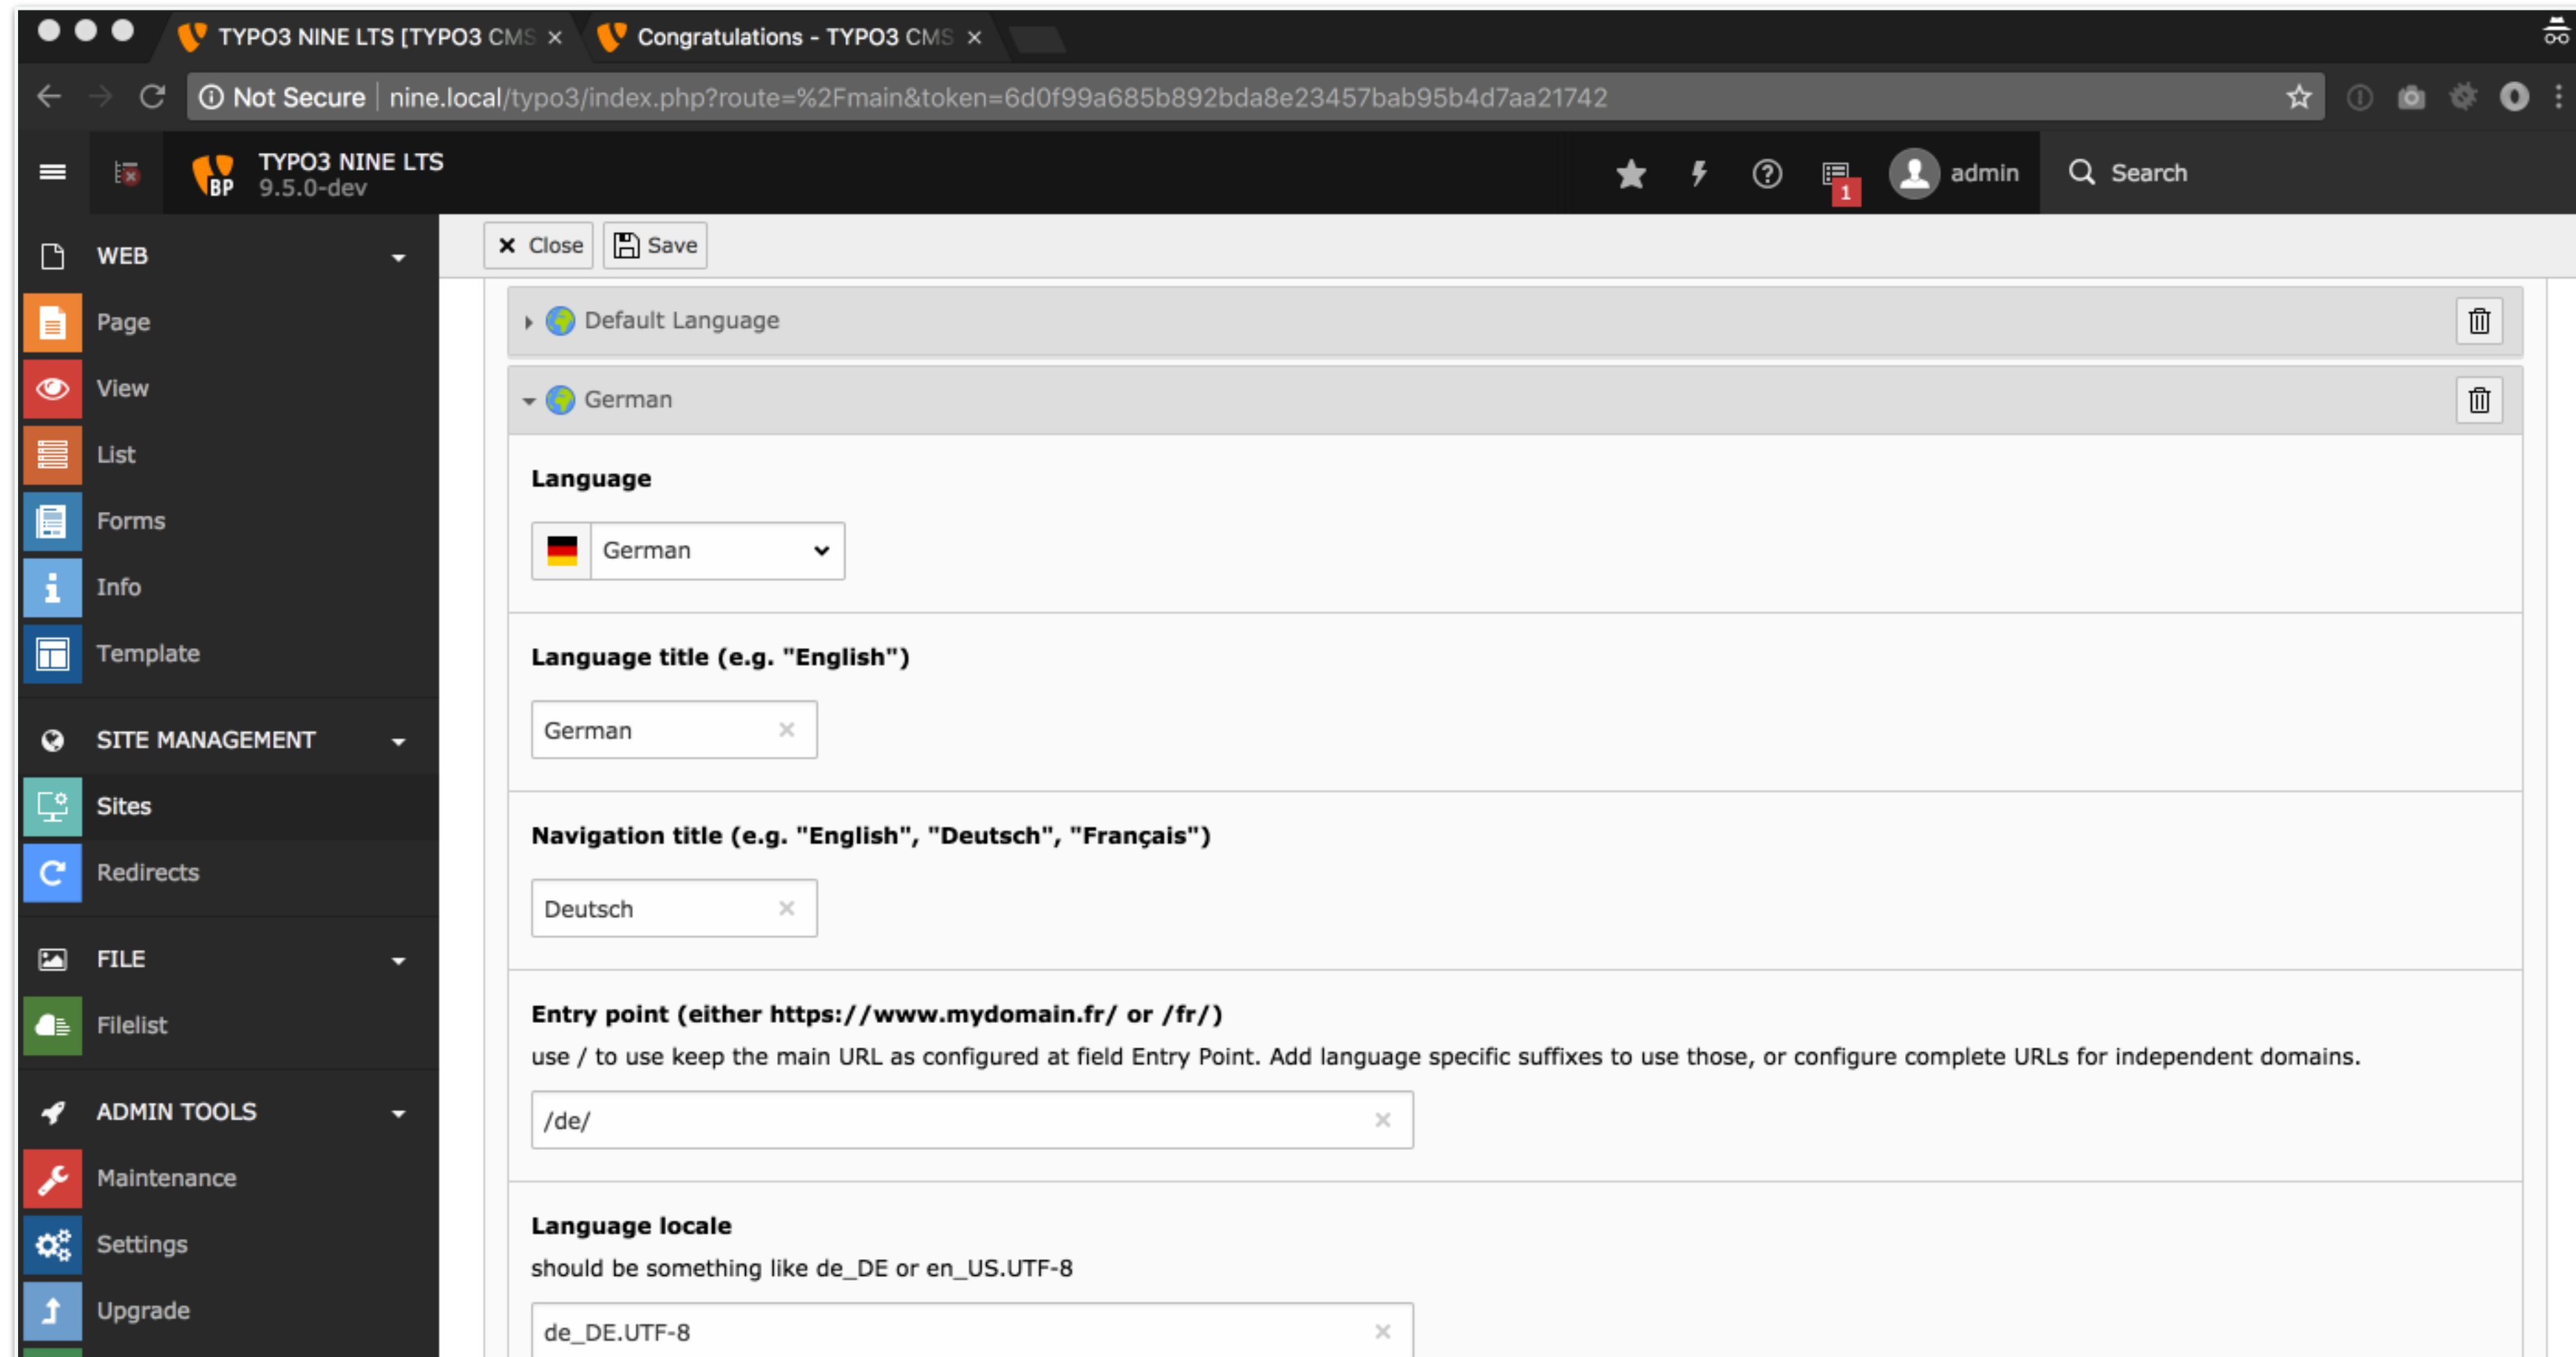 TYPO3 NINE LTS [TYPO3 CMS
Congratulations - TYPO3 CMS
Not Secure | nine.local/typo3/index.php?route=%2Fmain&token=6d0f99a685b892bda8e23457bab95b4d7aa21742
BP
TYPO3 NINE LTS
9.5.0-dev
1
admin
Search
WEB
Page
View
List
Forms
Info
Template
SITE MANAGEMENT
Sites
Redirects
FILE
Filelist
ADMIN TOOLS
Maintenance
Settings
Upgrade
Close
Save
Default Language
German
Language
German
Language title (e.g. "English")
German
Navigation title (e.g. "English", "Deutsch", "Français")
Deutsch
Entry point (either https://www.mydomain.fr/ or /fr/)
use / to use keep the main URL as configured at field Entry Point. Add language specific suffixes to use those, or configure complete URLs for independent domains.
/de/
Language locale
should be something like de_DE or en_US.UTF-8
de_DE.UTF-8